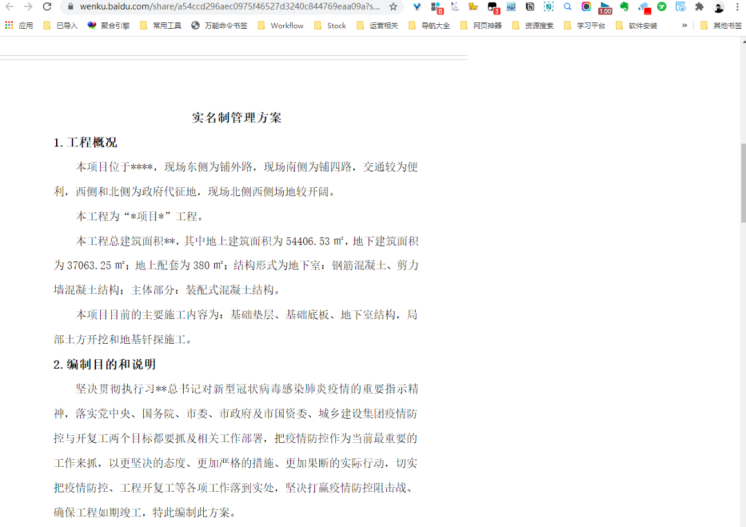 wenku.baidu.com/share/a54ccd296aec0975f46527d3240c844769eaa09a?s...
应用 已导入 聚合引擎 常用工具 万能命令书签 Workflow Stock 运营相关 导航大全 网页神器 资源搜索 学习平台 软件安装 » 其他书签
实名制管理方案
1.工程概况
本项目位于****，现场东侧为铺外路，现场南侧为铺四路，交通较为便
利，西侧和北侧为政府代征地，现场北侧西侧场地较开阔。
本工程为“*项目*”工程。
本工程总建筑面积**，其中地上建筑面积为 54406.53 ㎡，地下建筑面积
为 37063.25 ㎡；地上配套为 380 ㎡；结构形式为地下室：钢筋混凝土、剪力
墙混凝土结构；主体部分：装配式混凝土结构。
本项目目前的主要施工内容为：基础垫层、基础底板、地下室结构，局
部土方开挖和地基钎探施工。
2.编制目的和说明
坚决贯彻执行习**总书记对新型冠状病毒感染肺炎疫情的重要指示精
神，落实党中央、国务院、市委、市政府及市国资委、城乡建设集团疫情防
控与开复工两个目标都要抓及相关工作部署，把疫情防控作为当前最重要的
工作来抓，以更坚决的态度、更加严格的措施、更加果断的实际行动，切实
把疫情防控、工程开复工等各项工作落到实处，坚决打赢疫情防控阻击战、
确保工程如期竣工，特此编制此方案。